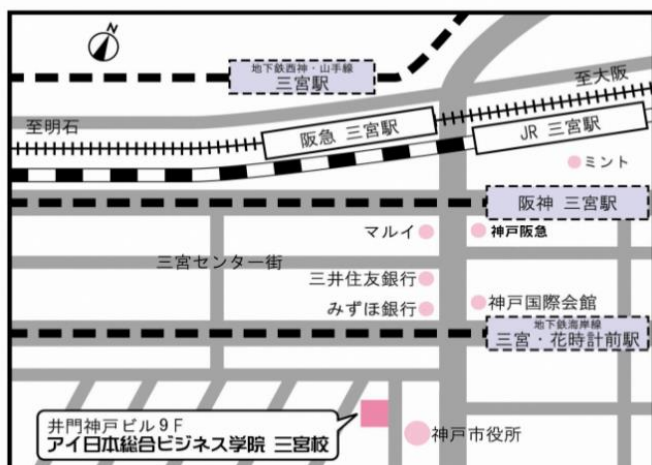 N
地下鉄西神・山手線
三宮駅
至大阪
至明石
阪急 三宮駅
JR 三宮駅
ミント
阪神 三宮駅
マルイ
神戸阪急
三宮センター街
三井住友銀行
みずほ銀行
神戸国際会館
地下鉄海岸線
三宮・花時計前駅
井門神戸ビル9F
アイ日本総合ビジネス学院 三宮校
神戸市役所